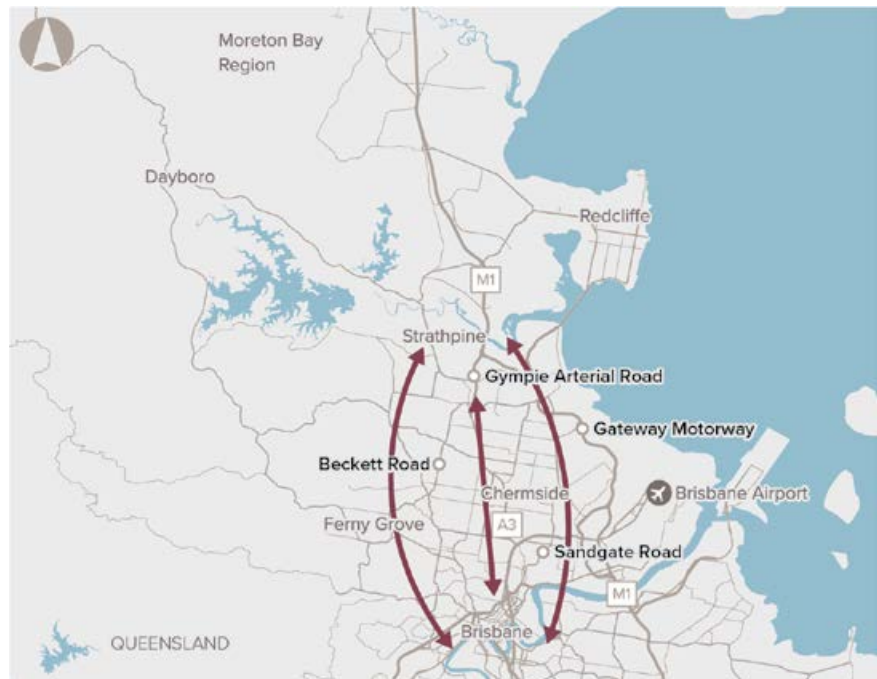 Moreton Bay
Region
Dayboro
Redcliffe
M1
Strathpine
Gympie Arterial Road
Gateway Motorway
Beckett Road
Chermside
Brisbane Airport
Ferny Grove
A3
Sandgate Road
M1
Brisbane
QUEENSLAND